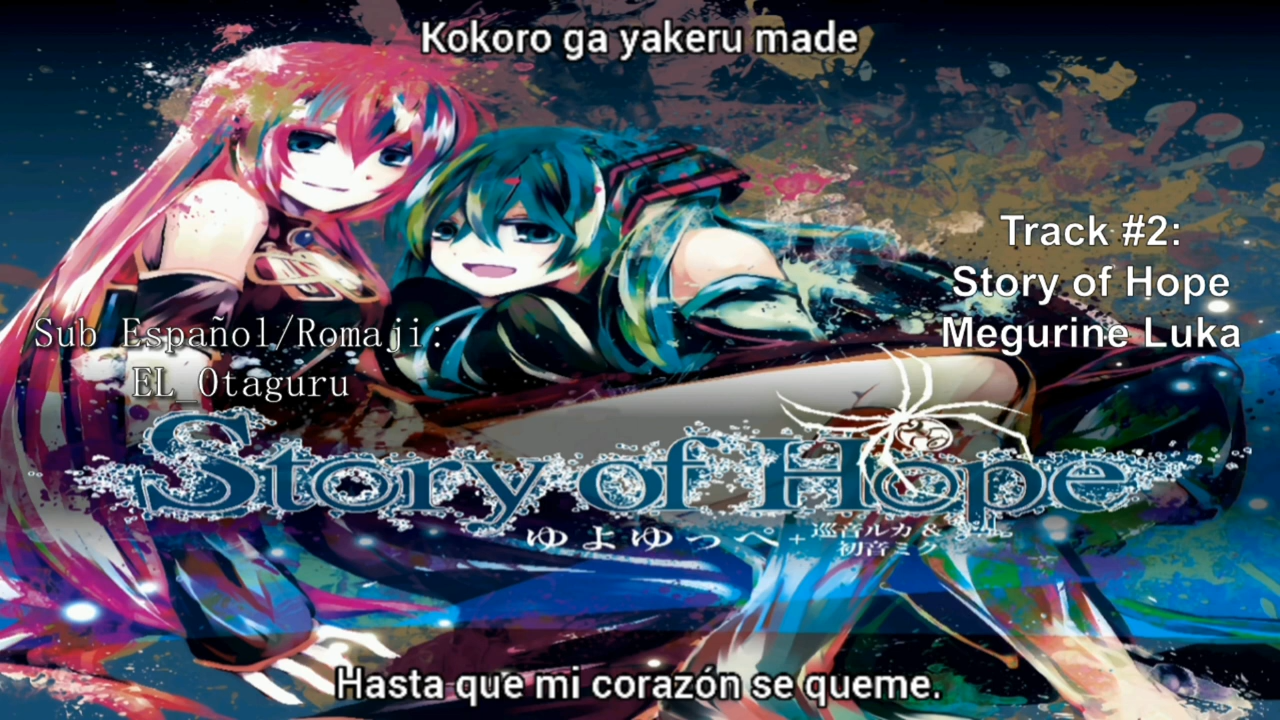 Kokoro ga yakeru made
Track #2:
Story of Hope
Megurine Luka
Sub Español/Romaji:
EL_Otaguru
Story of Hope
ゆよゆっぺ+巡音ルカ&
初音ミク
Hasta que mi corazón se queme.